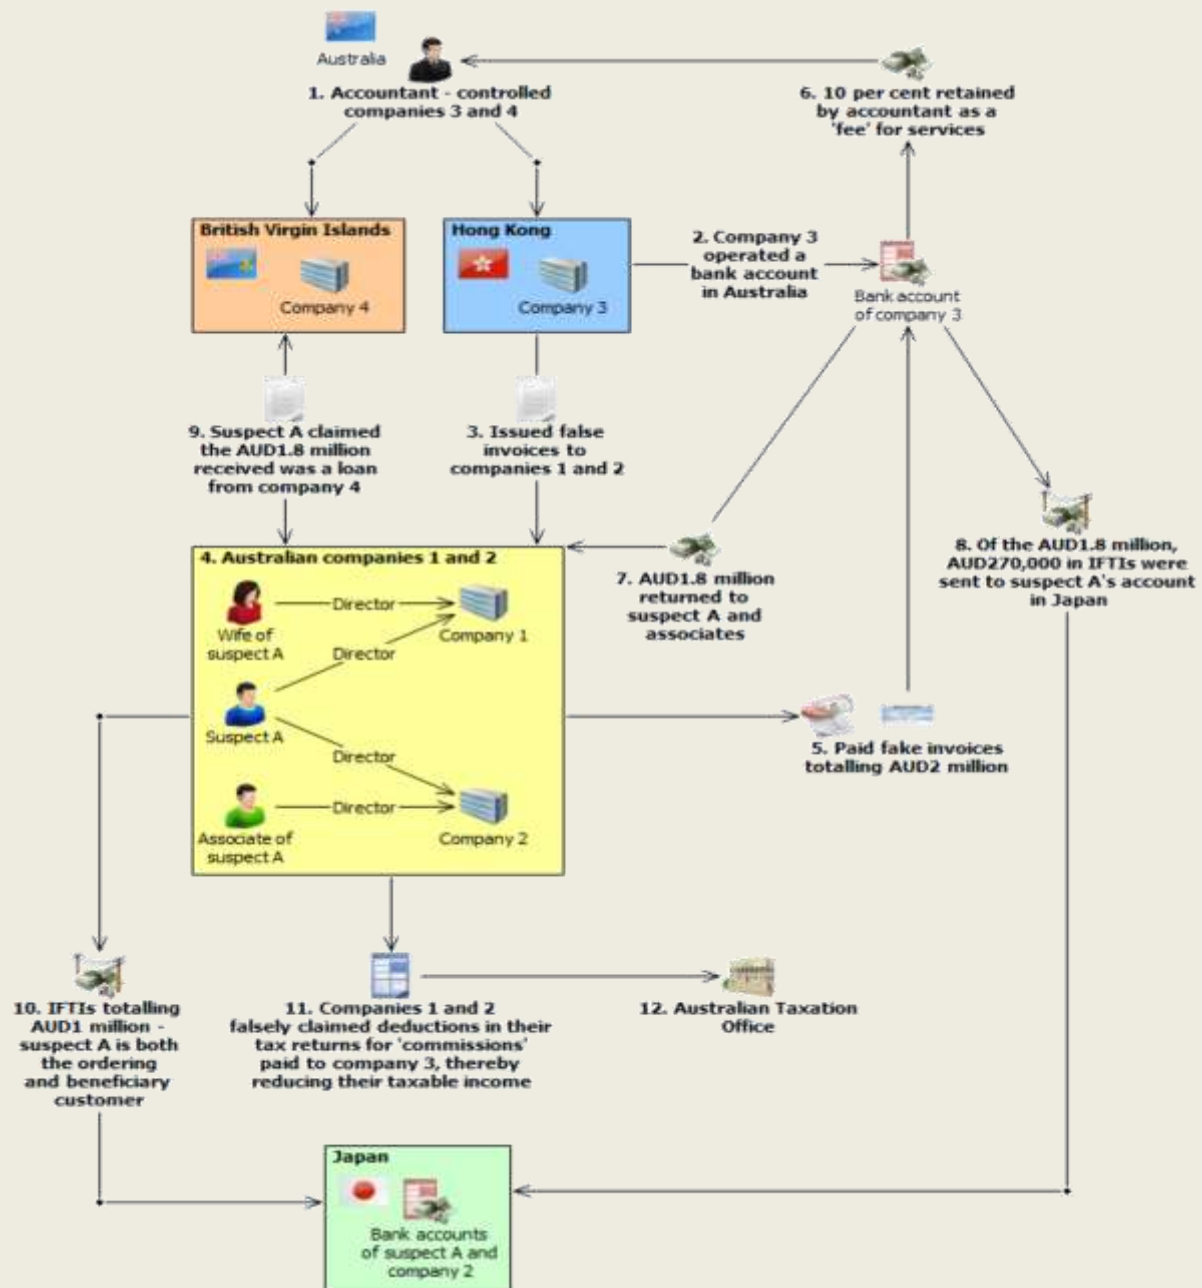 Australia
1. Accountant - controlled
companies 3 and 4
6. 10 per cent retained
by accountant as a
'fee' for services
British Virgin Islands
Company 4
Hong Kong
Company 3
2. Company 3
operated a
bank account
in Australia
Bank account
of company 3
9. Suspect A claimed
the AUD1.8 million
received was a loan
from company 4
3. Issued false
invoices to
companies 1 and 2
4. Australian companies 1 and 2
Wife of
suspect A
Director
Company 1
Director
Suspect A
Director
Associate of
suspect A
Director
Company 2
7. AUD1.8 million
returned to
suspect A and
associates
8. Of the AUD1.8 million,
AUD270,000 in IFTIs were
sent to suspect A's account
in Japan
5. Paid fake invoices
totalling AUD2 million
10. IFTIs totalling
AUD1 million -
suspect A is both
the ordering
and beneficiary
customer
11. Companies 1 and 2
falsely claimed deductions in their
tax returns for 'commissions'
paid to company 3, thereby
reducing their taxable income
12. Australian Taxation
Office
Japan
Bank accounts
of suspect A and
company 2